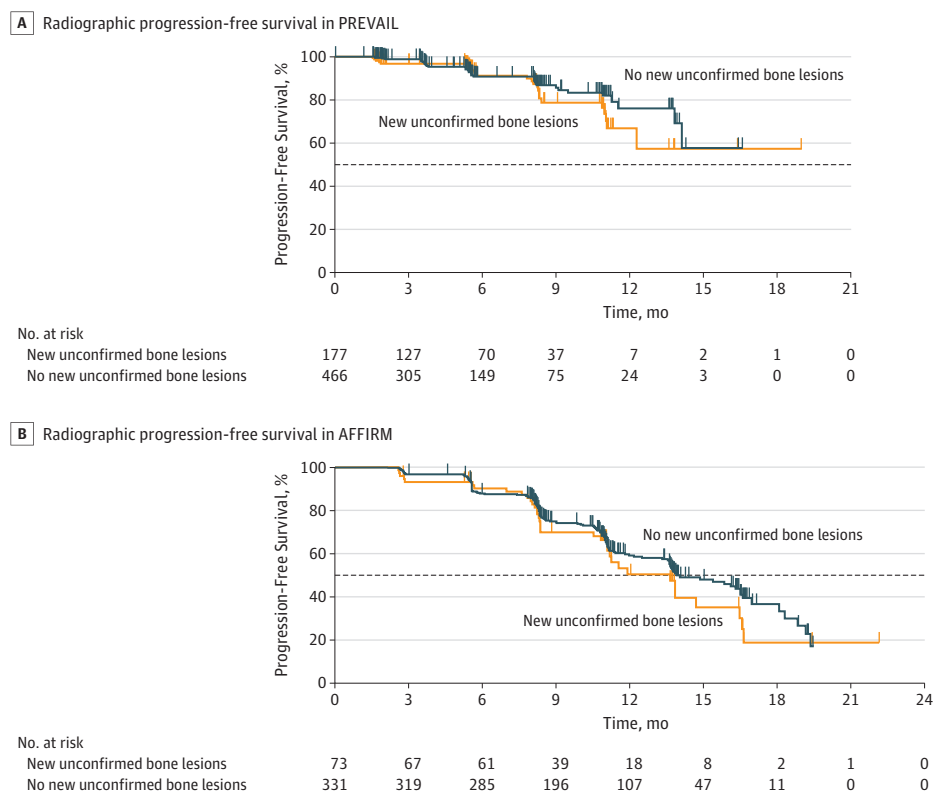 A Radiographic progression-free survival in PREVAIL
Progression-Free Survival, %
100
80
60
40
20
0
No new unconfirmed bone lesions
New unconfirmed bone lesions
0 3 6 9 12 15 18 21
Time, mo
No. at risk
New unconfirmed bone lesions 177 127 70 37 7 2 1 0
No new unconfirmed bone lesions 466 305 149 75 24 3 0 0
B Radiographic progression-free survival in AFFIRM
Progression-Free Survival, %
100
80
60
40
20
0
No new unconfirmed bone lesions
New unconfirmed bone lesions
0 3 6 9 12 15 18 21 24
Time, mo
No. at risk
New unconfirmed bone lesions 73 67 61 39 18 8 2 1 0
No new unconfirmed bone lesions 331 319 285 196 107 47 11 0 0